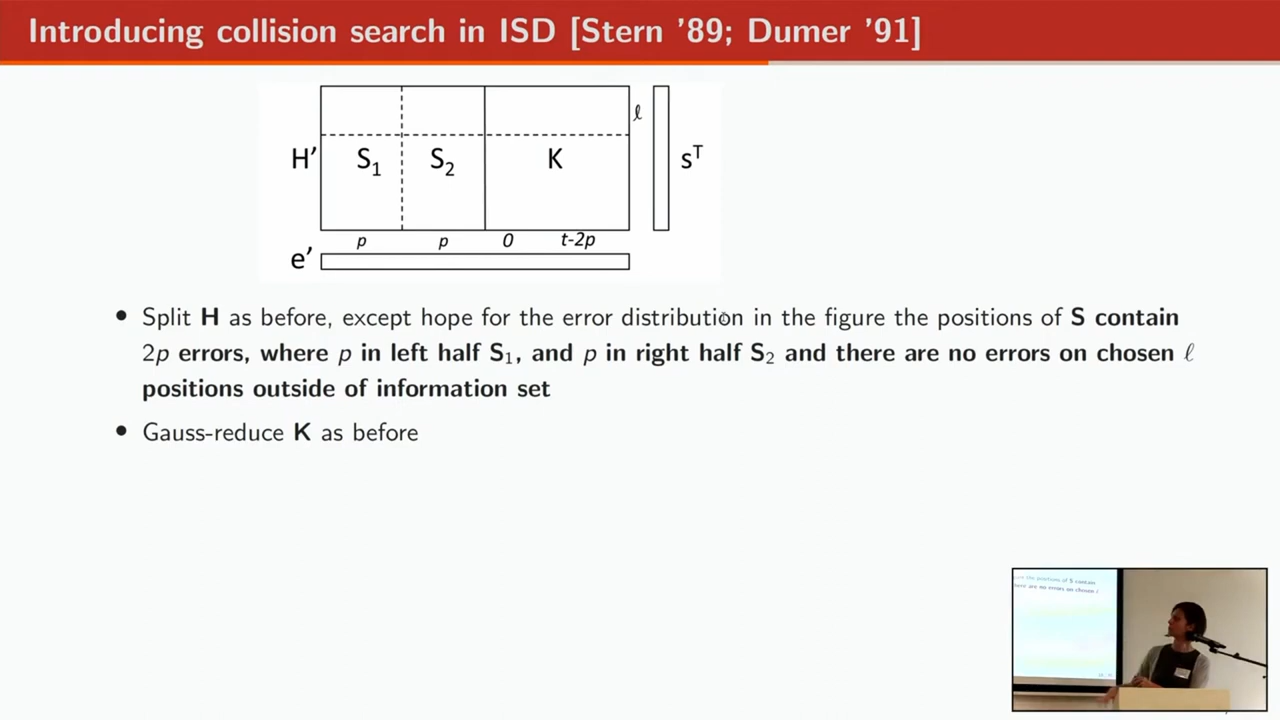 Introducing collision search in ISD [Stern '89; Dumer '91]
ℓ
H' S₁ S₂ K sᵀ
p p 0 t-2p
e'
• Split H as before, except hope for the error distribution in the figure the positions of S contain
2p errors, where p in left half S₁, and p in right half S₂ and there are no errors on chosen ℓ
positions outside of information set
• Gauss-reduce K as before